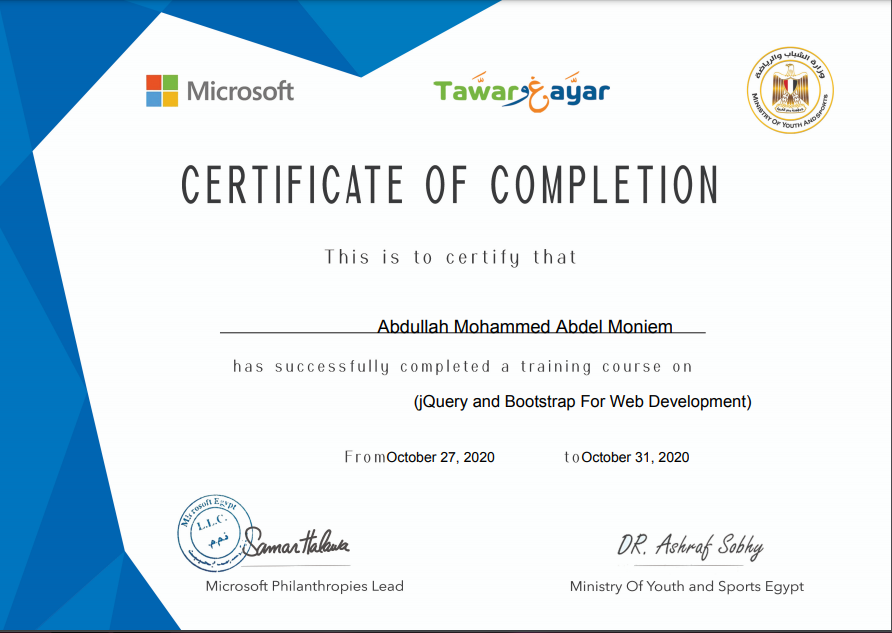 Microsoft
Tawar وغ ayar
وزارة الشباب والرياضة
MINISTRY OF YOUTH AND SPORTS
CERTIFICATE OF COMPLETION
This is to certify that
Abdullah Mohammed Abdel Moniem
has successfully completed a training course on
(jQuery and Bootstrap For Web Development)
From October 27, 2020 to October 31, 2020
Microsoft Egypt
L.L.C.
ذ.م.م
Samar Halawa
DR. Ashraf Sobhy
Microsoft Philanthropies Lead
Ministry Of Youth and Sports Egypt